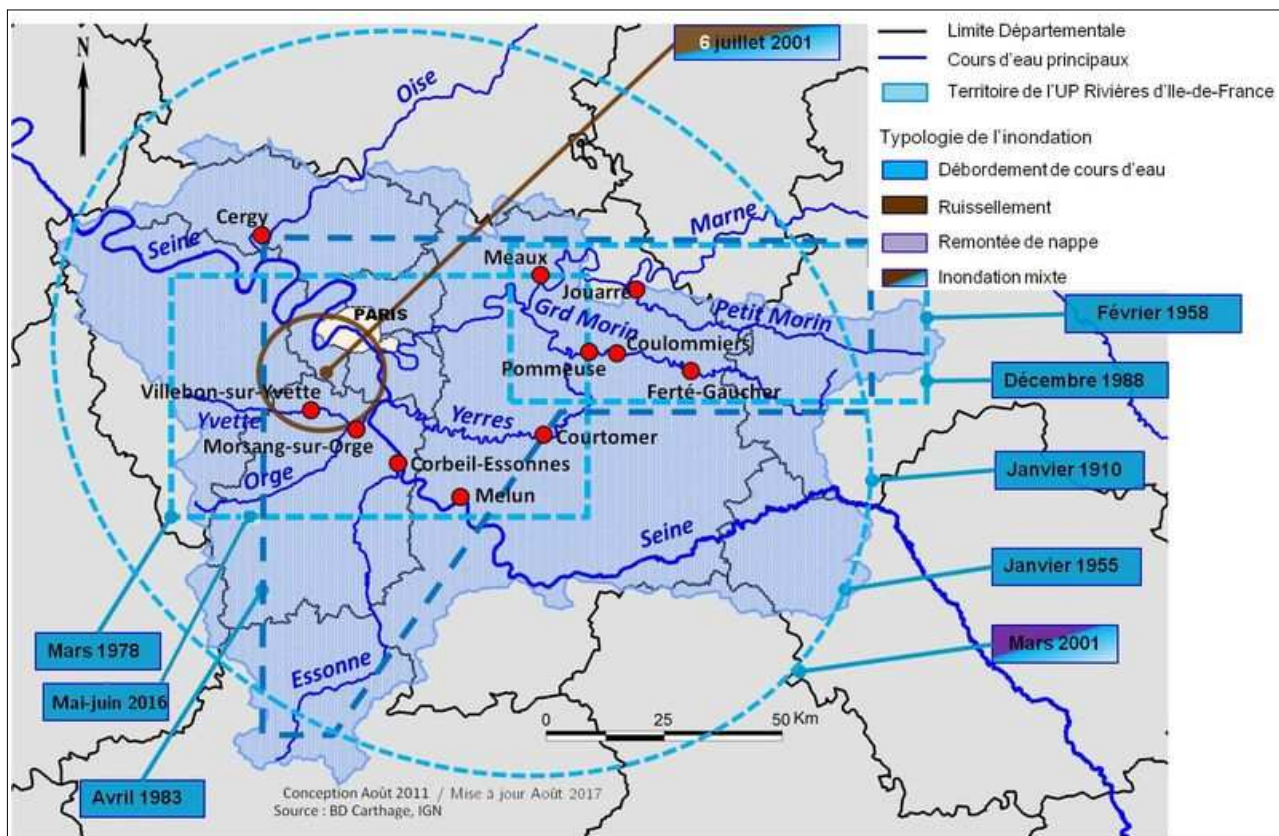 N
6 juillet 2001
Limite Départementale
Cours d'eau principaux
Territoire de l'UP Rivières d'Ile-de-France
Typologie de l'inondation
Débordement de cours d'eau
Ruissellement
Remontée de nappe
Inondation mixte
Oise
Cergy
Seine
Marne
Meaux
Jouarre
Petit Morin
PARIS
Grd Morin
Coulommiers
Pommeuse
Ferté-Gaucher
Villebon-sur-Yvette
Yvette
Yerres
Morsang-sur-Orge
Courtomer
Orge
Corbeil-Essonnes
Melun
Seine
Essonne
Février 1958
Décembre 1988
Janvier 1910
Janvier 1955
Mars 2001
Mars 1978
Mai-juin 2016
Avril 1983
0 25 50 Km
Conception Août 2011 / Mise à jour Août 2017
Source : BD Carthage, IGN